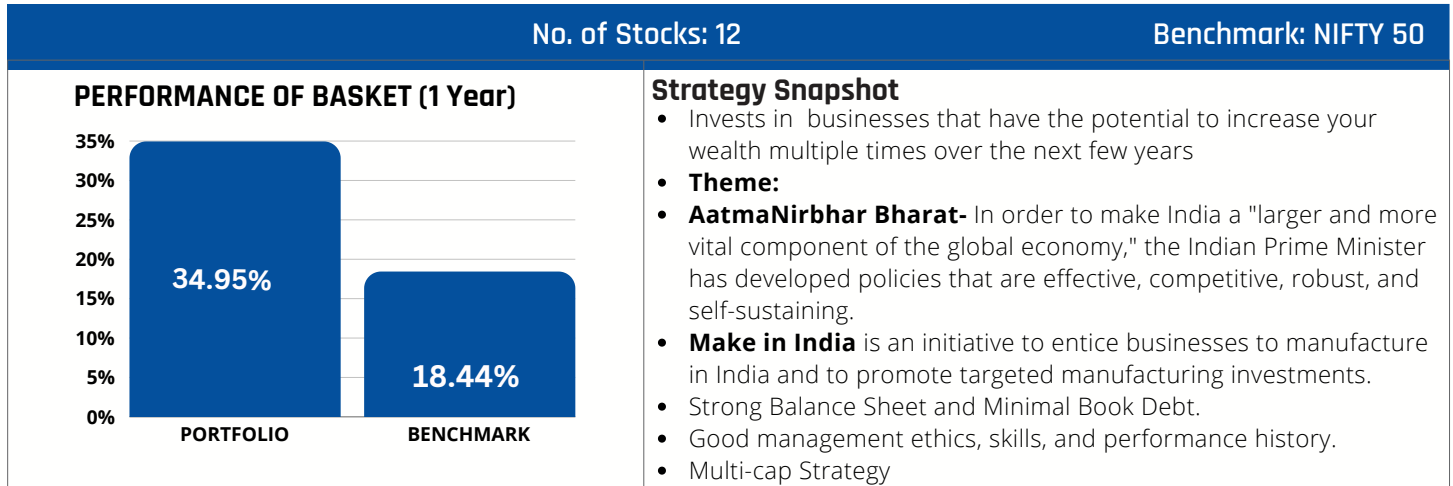 No. of Stocks: 12
Benchmark: NIFTY 50
PERFORMANCE OF BASKET (1 Year)
35%
30%
25%
20%
15%
10%
5%
0%
34.95%
18.44%
PORTFOLIO
BENCHMARK
Strategy Snapshot
• Invests in businesses that have the potential to increase your
wealth multiple times over the next few years
• Theme:
• AatmaNirbhar Bharat- In order to make India a "larger and more
vital component of the global economy," the Indian Prime Minister
has developed policies that are effective, competitive, robust, and
self-sustaining.
• Make in India is an initiative to entice businesses to manufacture
in India and to promote targeted manufacturing investments.
• Strong Balance Sheet and Minimal Book Debt.
• Good management ethics, skills, and performance history.
• Multi-cap Strategy